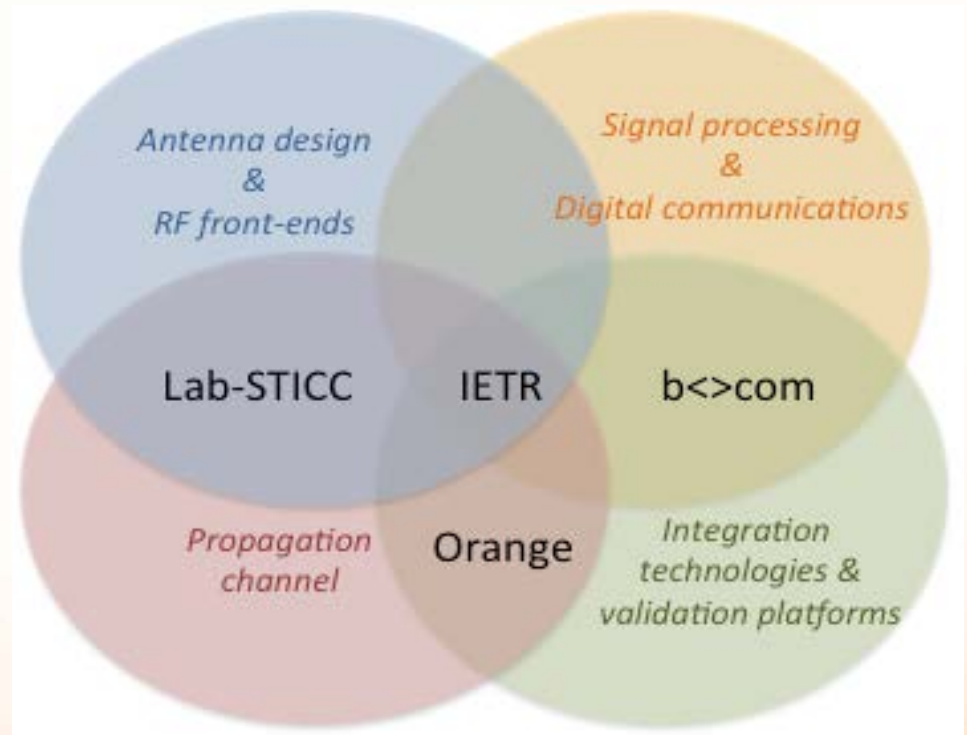 Antenna design
&
RF front-ends
Signal processing
&
Digital communications
Lab-STICC
IETR
b<>com
Propagation
channel
Orange
Integration
technologies &
validation platforms